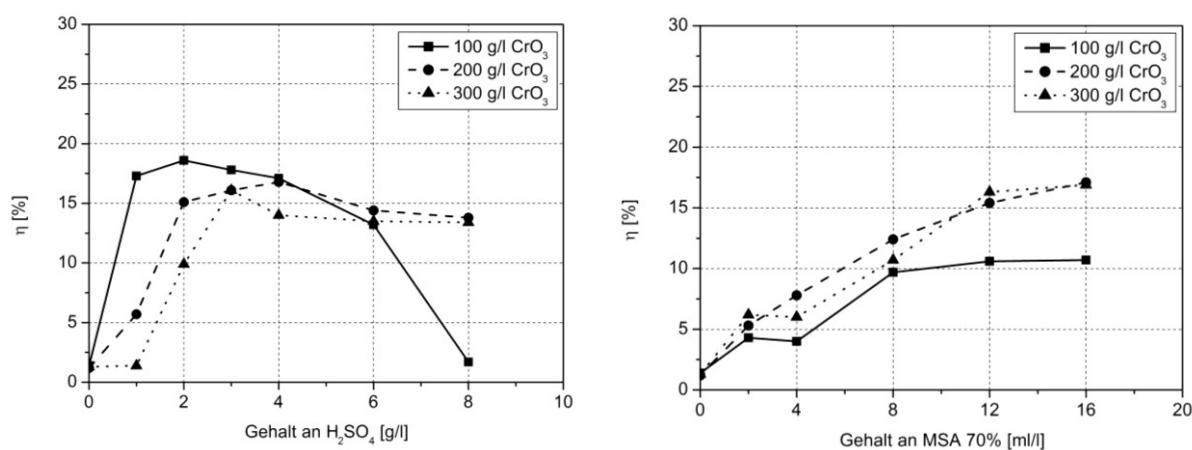 30
25
20
15
10
5
0
η [%]
0 2 4 6 8 10
Gehalt an H₂SO₄ [g/l]
100 g/l CrO₃
200 g/l CrO₃
300 g/l CrO₃
30
25
20
15
10
5
0
η [%]
0 4 8 12 16 20
Gehalt an MSA 70% [ml/l]
100 g/l CrO₃
200 g/l CrO₃
300 g/l CrO₃